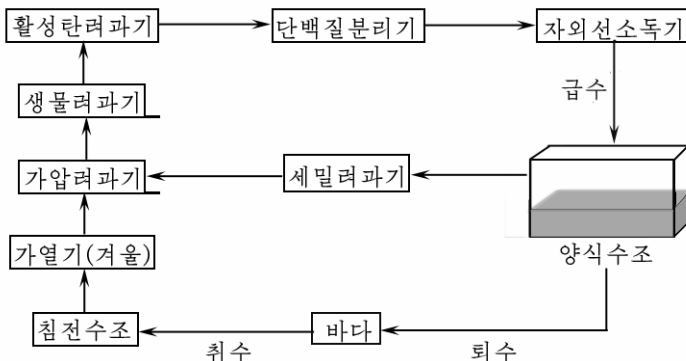 활성탄려과기
단백질분리기
자외선소독기
급수
생물려과기
가압려과기
세밀려과기
양식수조
가열기(겨울)
침전수조
취수
바다
퇴수